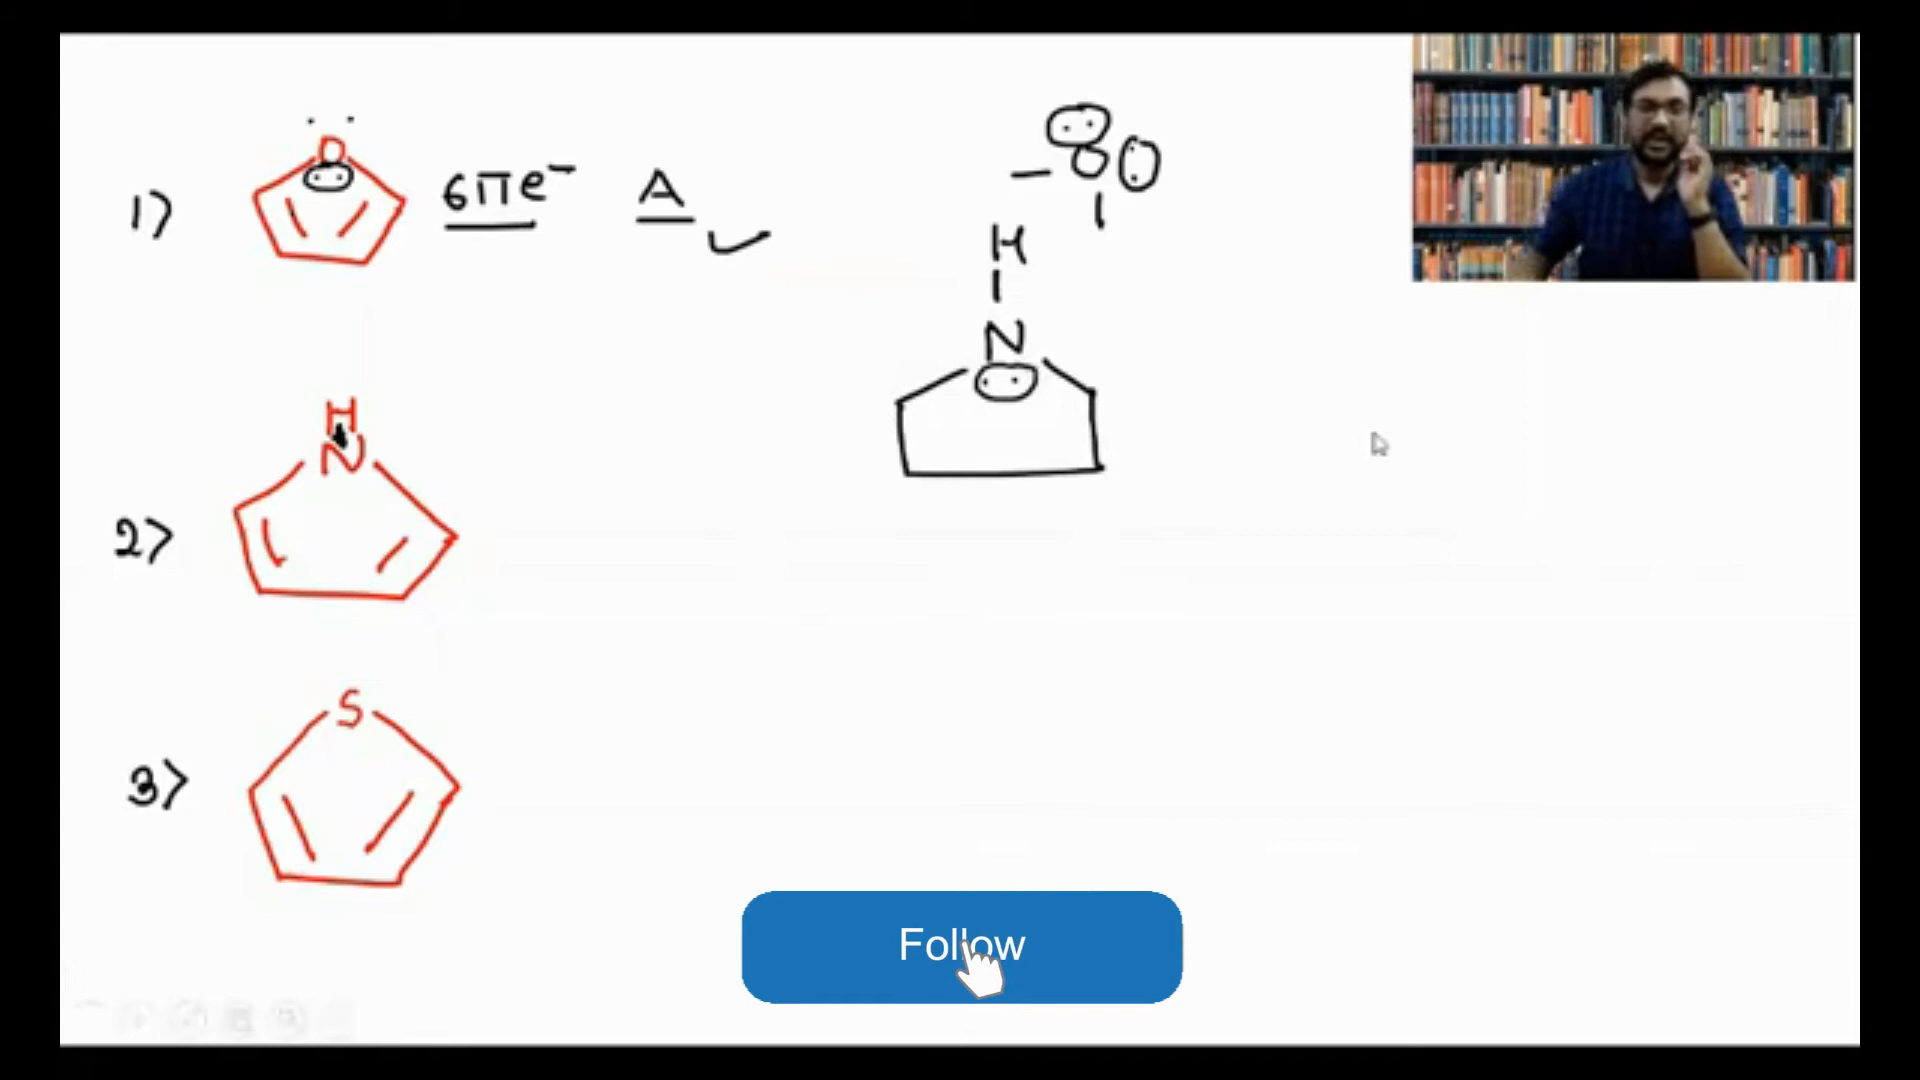 1) O 6πe⁻ A
O
H
N
2) H
N
3) S
Follow